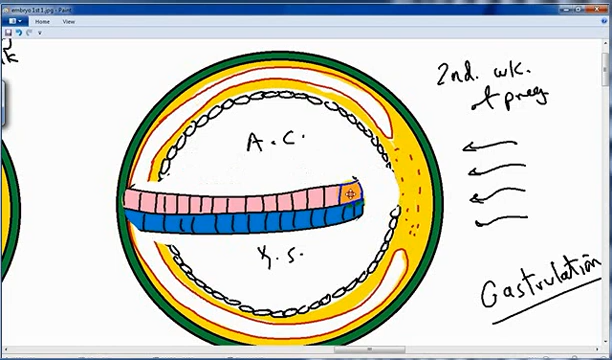 embryo 1st 1.jpg - Paint
Home View
2nd. wk.
of preg
A.C.
Y.S.
Gastrulation